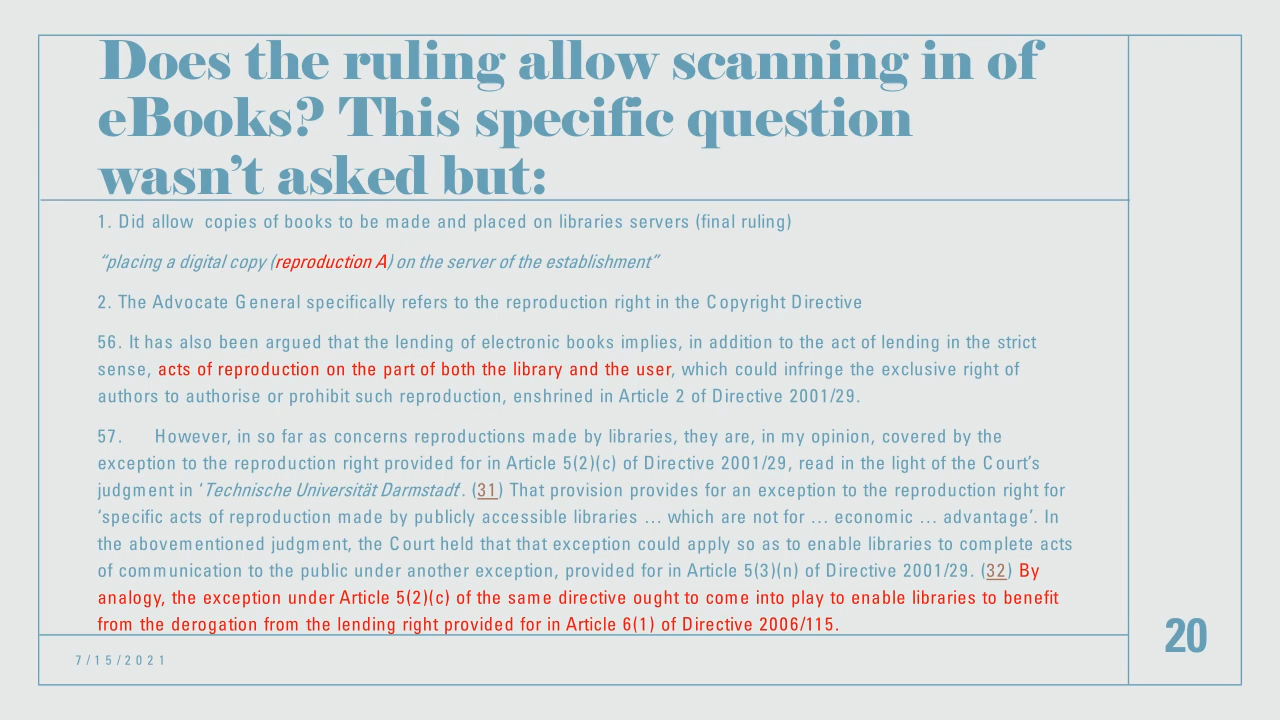 Does the ruling allow scanning in of
eBooks? This specific question
wasn’t asked but:
1. Did allow  copies of books to be made and placed on libraries servers (final ruling)
“placing a digital copy (reproduction A) on the server of the establishment”
2. The Advocate General specifically refers to the reproduction right in the Copyright Directive
56. It has also been argued that the lending of electronic books implies, in addition to the act of lending in the strict
sense, acts of reproduction on the part of both the library and the user, which could infringe the exclusive right of
authors to authorise or prohibit such reproduction, enshrined in Article 2 of Directive 2001/29.
57.     However, in so far as concerns reproductions made by libraries, they are, in my opinion, covered by the
exception to the reproduction right provided for in Article 5(2)(c) of Directive 2001/29, read in the light of the Court’s
judgment in ‘Technische Universität Darmstadt’. (31) That provision provides for an exception to the reproduction right for
‘specific acts of reproduction made by publicly accessible libraries … which are not for … economic … advantage’. In
the abovementioned judgment, the Court held that that exception could apply so as to enable libraries to complete acts
of communication to the public under another exception, provided for in Article 5(3)(n) of Directive 2001/29. (32) By
analogy, the exception under Article 5(2)(c) of the same directive ought to come into play to enable libraries to benefit
from the derogation from the lending right provided for in Article 6(1) of Directive 2006/115.
7/15/2021
20